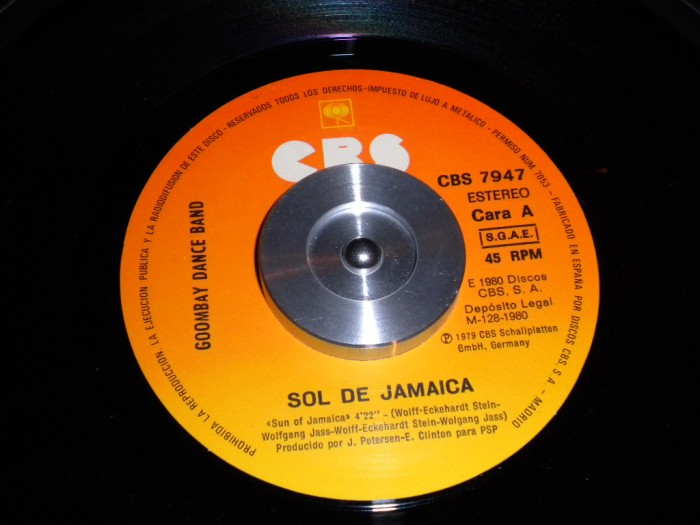 PROHIBIDA LA REPRODUCCION, LA EJECUCION PUBLICA Y LA RADIODIFUSION DE ESTE DISCO - RESERVADOS TODOS LOS DERECHOS - IMPUESTO DE LUJO A METALICO - PERMISO NUM. 7053 - FABRICADO EN ESPAÑA POR DISCOS CBS, S.A. - MADRID
CBS
CBS 7947
ESTEREO
Cara A
S.G.A.E.
45 RPM
GOOMBAY DANCE BAND
E 1980 Discos
CBS, S. A.
Depósito Legal
M-128-1980
Ⓟ 1979 CBS Schallplatten
GmbH, Germany
SOL DE JAMAICA
«Sun of Jamaica» 4'22" - (Wolff-Eckehardt Stein-
Wolfgang Jass-Wolff-Eckehardt Stein-Wolgang Jass)
Producido por J. Petersen-E. Clinton para PSP